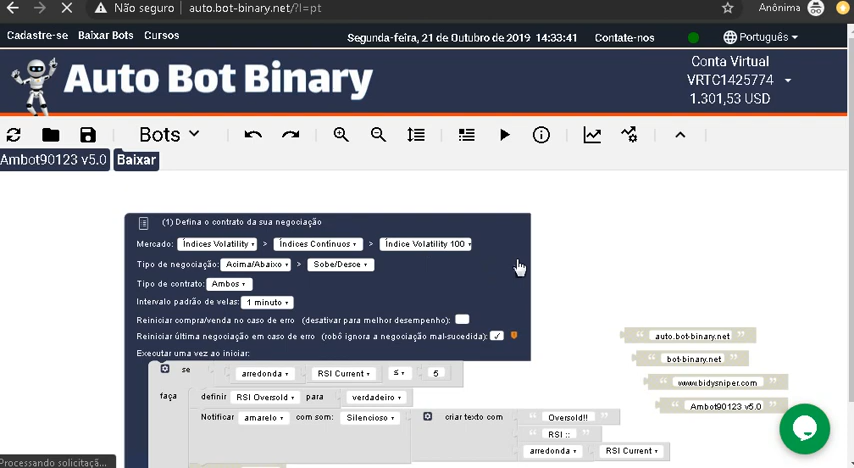 Não seguro auto.bot-binary.net/?l=pt Anônima
Cadastre-se Baixar Bots Cursos Segunda-feira, 21 de Outubro de 2019 14:33:41 Contate-nos Português
Auto Bot Binary
Conta Virtual
VRTC1425774
1.301,53 USD
Bots
Ambot90123 v5.0 Baixar
(1) Defina o contrato da sua negociação
Mercado: Índices Volatility > Índices Contínuos > Índice Volatility 100
Tipo de negociação: Acima/Abaixo > Sobe/Desce
Tipo de contrato: Ambos
Intervalo padrão de velas: 1 minuto
Reiniciar compra/venda no caso de erro (desativar para melhor desempenho):
Reiniciar última negociação em caso de erro (robô ignora a negociação mal-sucedida):
Executar uma vez ao iniciar:
se arredonda RSI Current ≤ 5
faça definir RSI Oversold para verdadeiro
Notificar amarelo com som: Silencioso criar texto com “ Oversold!! ”
“ RSI :: ”
arredonda RSI Current
“ auto.bot-binary.net ”
“ bot-binary.net ”
“ www.bidysniper.com ”
“ Ambot90123 v5.0 ”
Processando solicitaçã...